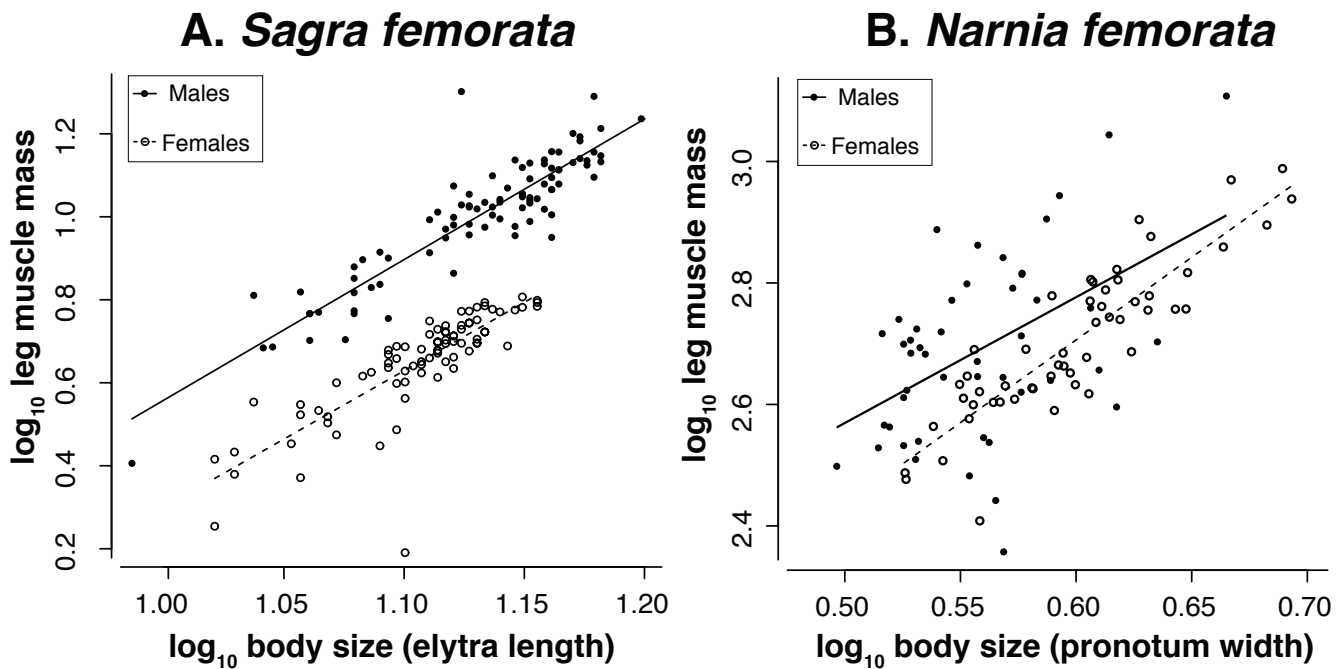 A. Sagra femorata
Males
Females
log10 leg muscle mass
0.2 0.4 0.6 0.8 1.0 1.2
1.00 1.05 1.10 1.15 1.20
log10 body size (elytra length)
B. Narnia femorata
Males
Females
log10 leg muscle mass
2.4 2.6 2.8 3.0
0.50 0.55 0.60 0.65 0.70
log10 body size (pronotum width)